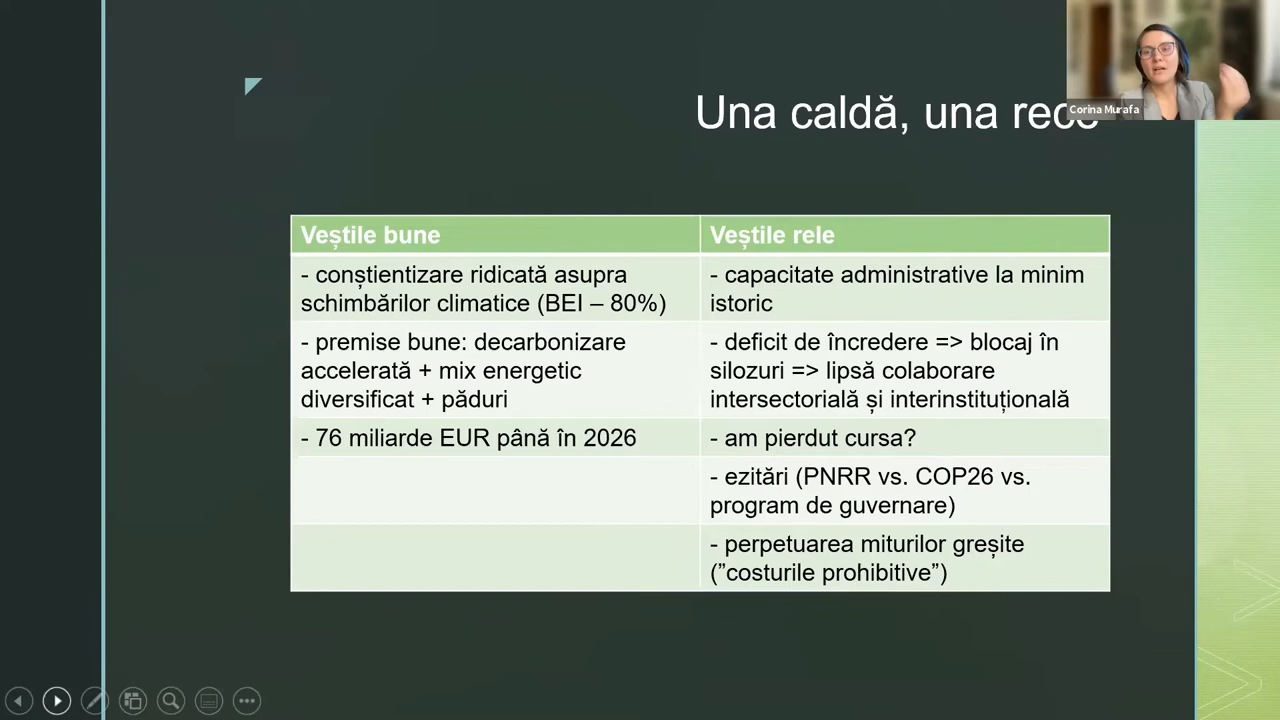 Una caldă, una rece
Corina Murafa
Veștile bune
Veștile rele
- conștientizare ridicată asupra
schimbărilor climatice (BEI – 80%)
- capacitate administrative la minim
istoric
- premise bune: decarbonizare
accelerată + mix energetic
diversificat + păduri
- deficit de încredere => blocaj în
silozuri => lipsă colaborare
intersectorială și interinstituțională
- 76 miliarde EUR până în 2026
- am pierdut cursa?
- ezitări (PNRR vs. COP26 vs.
program de guvernare)
- perpetuarea miturilor greșite
(”costurile prohibitive”)